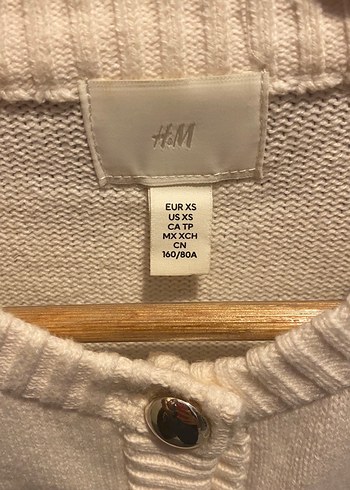 H&M
EUR XS
US XS
CA TP
MX XCH
CN
160/80A